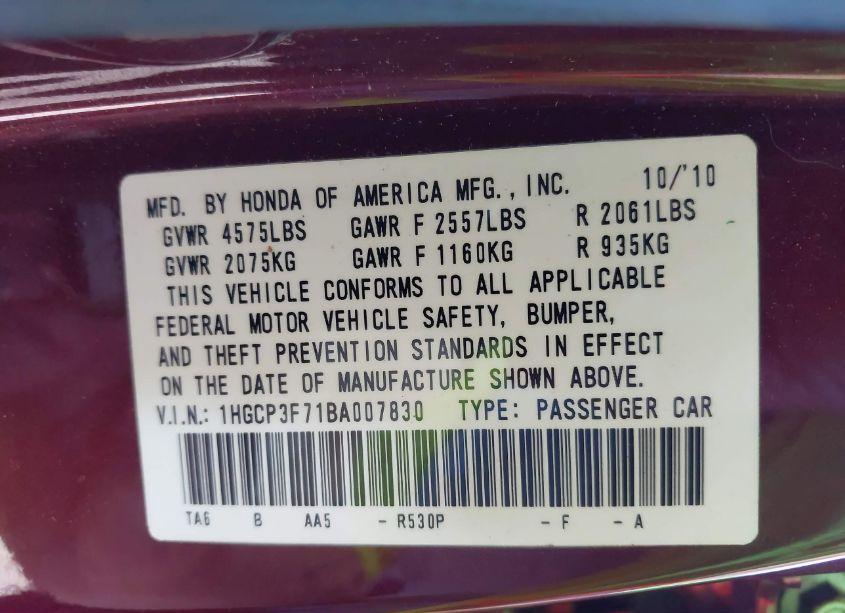 MFD. BY HONDA OF AMERICA MFG., INC. 10/'10
GVWR 4575LBS GAWR F 2557LBS R 2061LBS
GVWR 2075KG GAWR F 1160KG R 935KG
THIS VEHICLE CONFORMS TO ALL APPLICABLE
FEDERAL MOTOR VEHICLE SAFETY, BUMPER,
AND THEFT PREVENTION STANDARDS IN EFFECT
ON THE DATE OF MANUFACTURE SHOWN ABOVE.
V.I.N.: 1HGCP3F71BA007830 TYPE: PASSENGER CAR
TA6 B AA5 - R530P - F - A